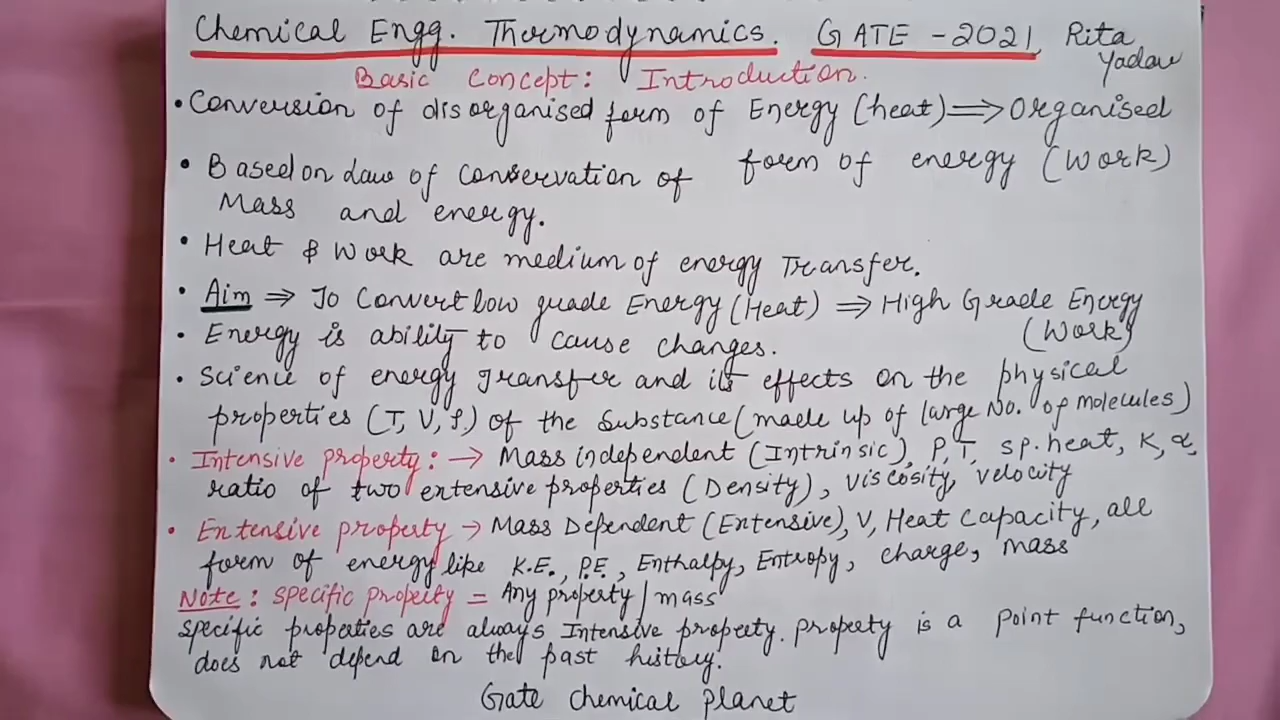 Chemical Engg. Thermodynamics. GATE - 2021 Rita Yadav
Basic Concept: Introduction.
• Conversion of disorganised form of Energy (heat) ⟹ Organised
form of energy (Work)
• Based on law of conservation of
Mass and energy.
• Heat & Work are medium of energy Transfer.
• Aim ⇒ To Convert low grade Energy (Heat) ⇒ High Grade Energy
(Work)
• Energy is ability to cause changes.
• Science of energy Transfer and its effects on the physical
properties (T, V, P) of the Substance (made up of large No. of molecules)
• Intensive property: → Mass independent (Intrinsic), P, T, sp. heat, K, α,
ratio of two extensive properties (Density), viscosity, velocity
• Extensive property → Mass Dependent (Extensive), V, Heat Capacity, all
form of energy like K.E., P.E., Enthalpy, Entropy, charge, mass
Note: Specific property = Any property / mass
Specific properties are always Intensive property. property is a point function,
does not depend on the past history.
Gate Chemical planet